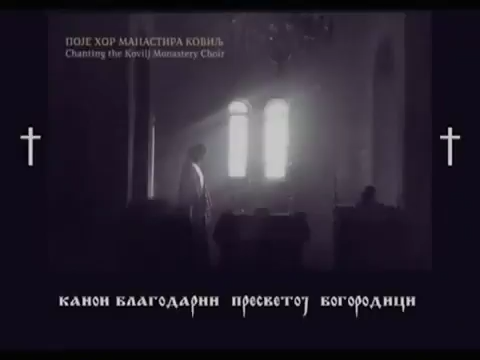 ПОЈЕ ХОР МАНАСТИРА КОВИЉ
Chanting the Kovilj Monastery Choir
КАНОН БЛАГОДАРНИ ПРЕСВЕТОЈ БОГОРОДИЦИ